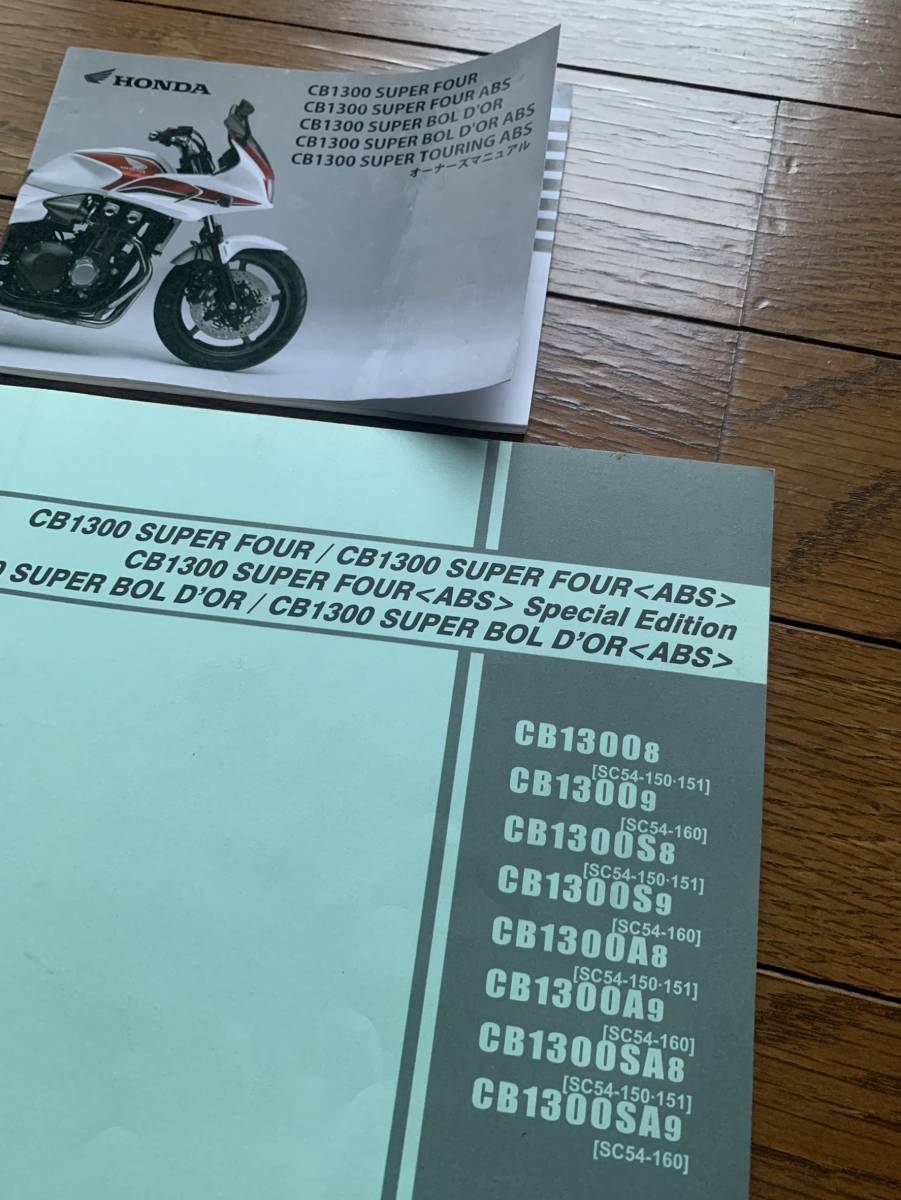 HONDA
CB1300 SUPER FOUR
CB1300 SUPER FOUR ABS
CB1300 SUPER BOL D'OR
CB1300 SUPER BOL D'OR ABS
CB1300 SUPER TOURING ABS
オーナーズマニュアル
CB1300 SUPER FOUR / CB1300 SUPER FOUR<ABS>
CB1300 SUPER FOUR<ABS> Special Edition
0 SUPER BOL D'OR / CB1300 SUPER BOL D'OR<ABS>
CB13008
[SC54-150·151]
CB13009
[SC54-160]
CB1300S8
[SC54-150·151]
CB1300S9
[SC54-160]
CB1300A8
[SC54-150·151]
CB1300A9
[SC54-160]
CB1300SA8
[SC54-150·151]
CB1300SA9
[SC54-160]